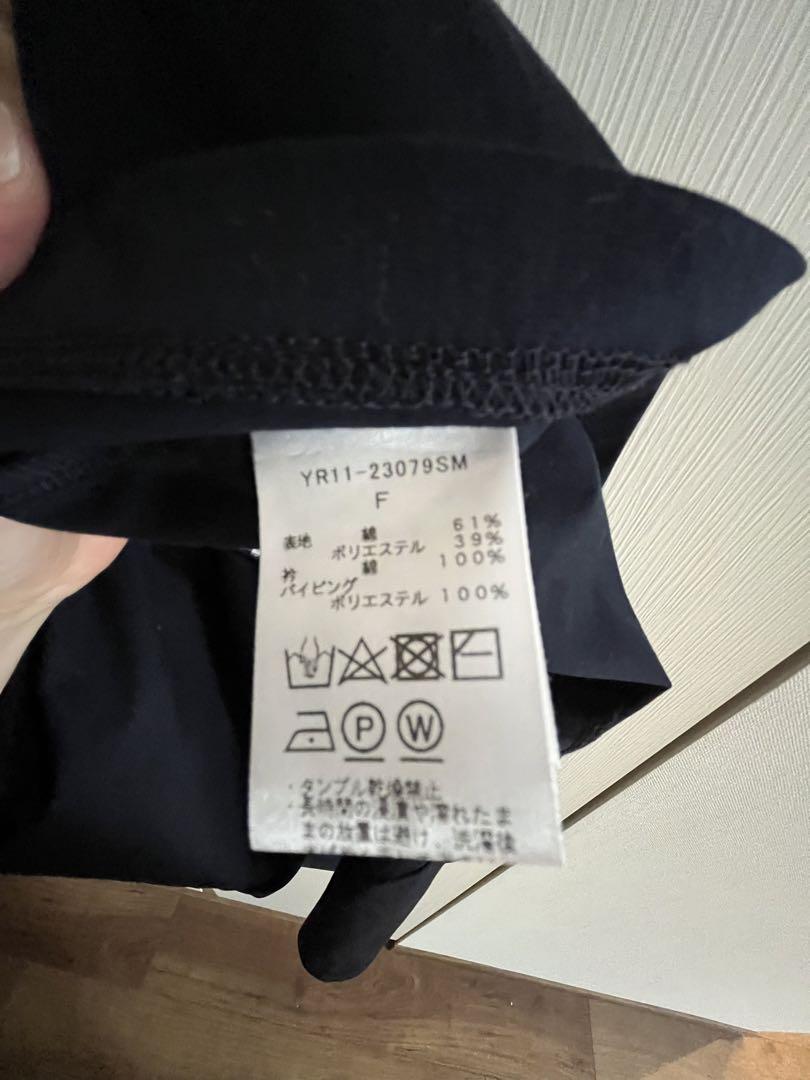 YR11-23079SM
F
表地 綿 61%
ポリエステル 39%
衿 綿 100%
パイピング
ポリエステル 100%
P W
・タンブル乾燥禁止
・長時間の浸漬や濡れたま
まの放置は避け、洗濯後